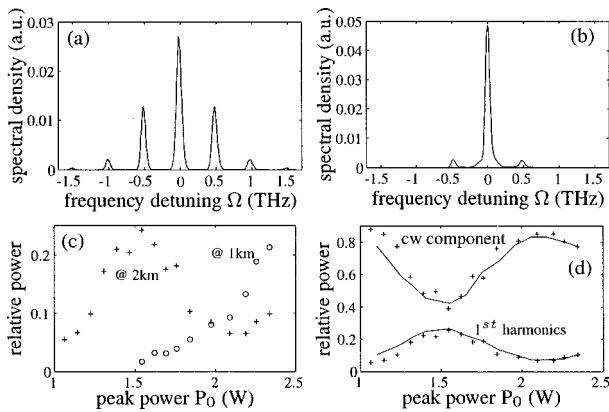 (a)
spectral density (a.u.)
0.03
0.02
0.01
0
-1.5 -1 -0.5 0 0.5 1 1.5
frequency detuning Ω (THz)
(b)
spectral density (a.u.)
0.05
0.04
0.03
0.02
0.01
0
-1.5 -1 -0.5 0 0.5 1 1.5
frequency detuning Ω (THz)
(c)
relative power
0.2
0.1
0
@ 1km
@ 2km
1 1.5 2 2.5
peak power P₀ (W)
(d)
relative power
0.8
0.6
0.4
0.2
0
cw component
1ˢᵗ harmonics
1 1.5 2 2.5
peak power P₀ (W)